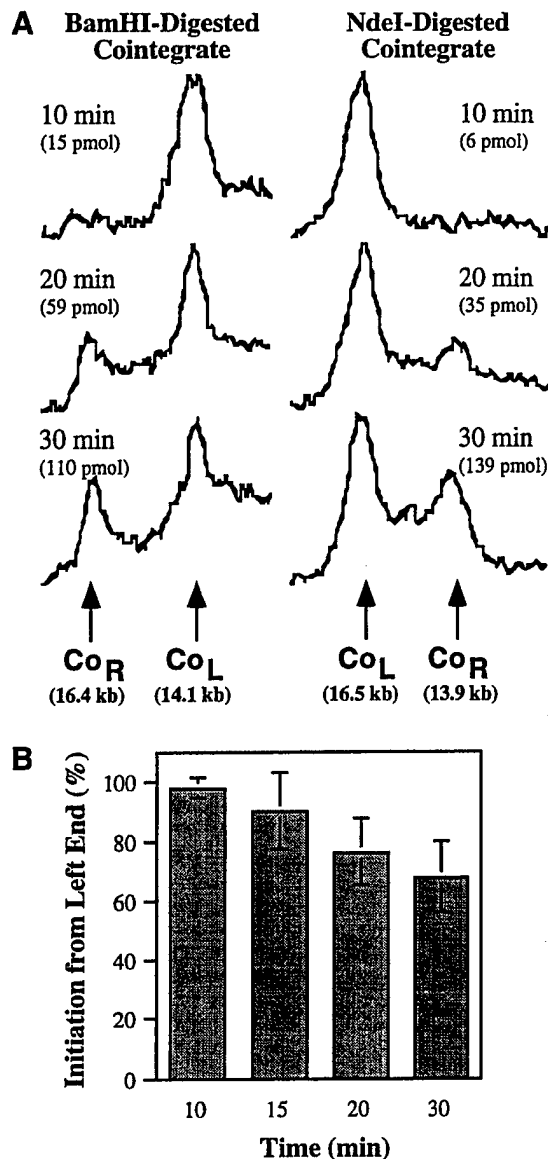 A
BamHI-Digested Cointegrate
NdeI-Digested Cointegrate
10 min
(15 pmol)
10 min
(6 pmol)
20 min
(59 pmol)
20 min
(35 pmol)
30 min
(110 pmol)
30 min
(139 pmol)
CoR
(16.4 kb)
CoL
(14.1 kb)
CoL
(16.5 kb)
CoR
(13.9 kb)
B
Initiation from Left End (%)
100
80
60
40
20
0
10 15 20 30
Time (min)